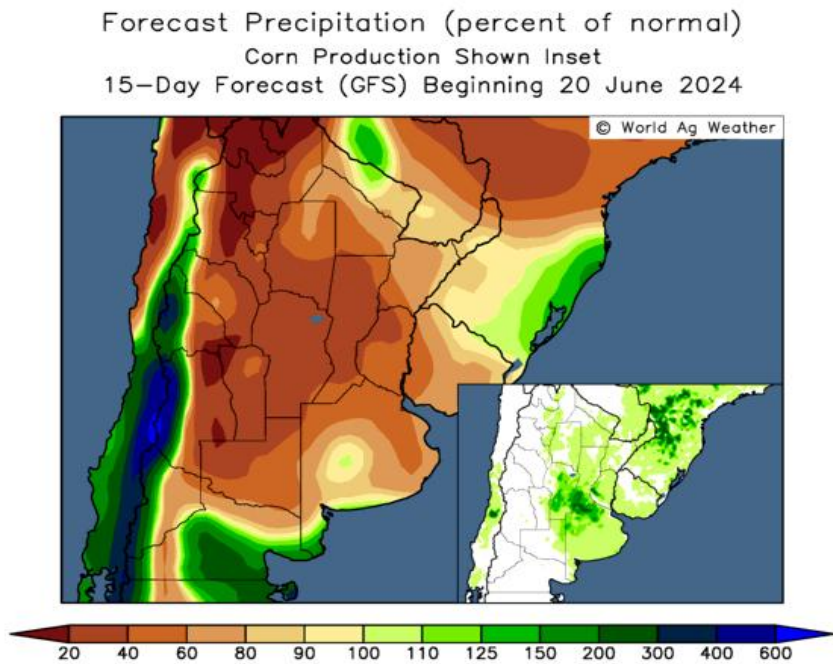 Forecast Precipitation (percent of normal)
Corn Production Shown Inset
15-Day Forecast (GFS) Beginning 20 June 2024
© World Ag Weather
20 40 60 80 90 100 110 125 150 200 300 400 600